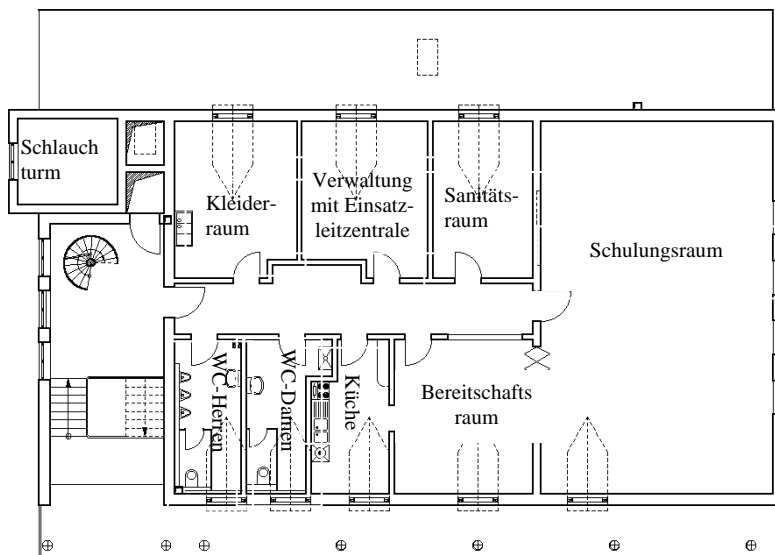 Schlauch
turm
Kleider-
raum
Verwaltung
mit Einsatz-
leitzentrale
Sanitäts-
raum
Schulungsraum
WC-Herren
WC-Damen
Küche
Bereitschafts
raum